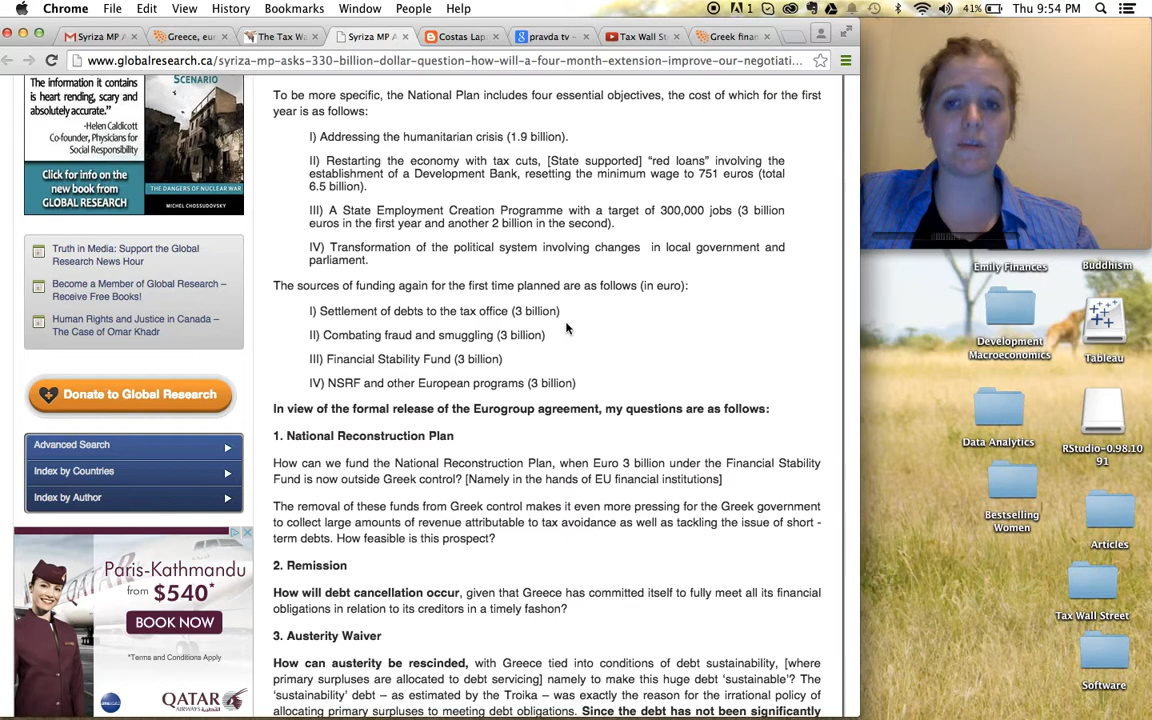 Chrome File Edit View History Bookmarks Window People Help 1 41% Thu 9:54 PM
Syriza MP A Greece, eu The Tax Wa Syriza MP A Costas Lap pravda tv - Tax Wall St Greek finan
www.globalresearch.ca/syriza-mp-asks-330-billion-dollar-question-how-will-a-four-month-extension-improve-our-negotiati...
The information it contains
is heart rending, scary and
absolutely accurate."
-Helen Caldicott
Co-founder, Physicians for
Social Responsibility
SCENARIO
Click for info on the
new book from
GLOBAL RESEARCH
THE DANGERS OF NUCLEAR WAR
MICHEL CHOSSUDOVSKY
Truth in Media: Support the Global
Research News Hour
Become a Member of Global Research –
Receive Free Books!
Human Rights and Justice in Canada –
The Case of Omar Khadr
Donate to Global Research
Advanced Search
Index by Countries
Index by Author
Paris-Kathmandu
from $540*
BOOK NOW
*Terms and Conditions Apply
QATAR
AIRWAYS
To be more specific, the National Plan includes four essential objectives, the cost of which for the first
year is as follows:
I) Addressing the humanitarian crisis (1.9 billion).
II) Restarting the economy with tax cuts, [State supported] “red loans” involving the
establishment of a Development Bank, resetting the minimum wage to 751 euros (total
6.5 billion).
III) A State Employment Creation Programme with a target of 300,000 jobs (3 billion
euros in the first year and another 2 billion in the second).
IV) Transformation of the political system involving changes in local government and
parliament.
The sources of funding again for the first time planned are as follows (in euro):
I) Settlement of debts to the tax office (3 billion)
II) Combating fraud and smuggling (3 billion)
III) Financial Stability Fund (3 billion)
IV) NSRF and other European programs (3 billion)
In view of the formal release of the Eurogroup agreement, my questions are as follows:
1. National Reconstruction Plan
How can we fund the National Reconstruction Plan, when Euro 3 billion under the Financial Stability
Fund is now outside Greek control? [Namely in the hands of EU financial institutions]
The removal of these funds from Greek control makes it even more pressing for the Greek government
to collect large amounts of revenue attributable to tax avoidance as well as tackling the issue of short -
term debts. How feasible is this prospect?
2. Remission
How will debt cancellation occur, given that Greece has committed itself to fully meet all its financial
obligations in relation to its creditors in a timely fashon?
3. Austerity Waiver
How can austerity be rescinded, with Greece tied into conditions of debt sustainability, [where
primary surpluses are allocated to debt servicing] namely to make this huge debt ‘sustainable’? The
‘sustainability’ debt – as estimated by the Troika – was exactly the reason for the irrational policy of
allocating primary surpluses to meeting debt obligations. Since the debt has not been significantly
Emily Finances
Buddhism
Development
Macroeconomics
Tableau
Data Analytics
RStudio-0.98.10
91
Bestselling
Women
Articles
Tax Wall Street
Software